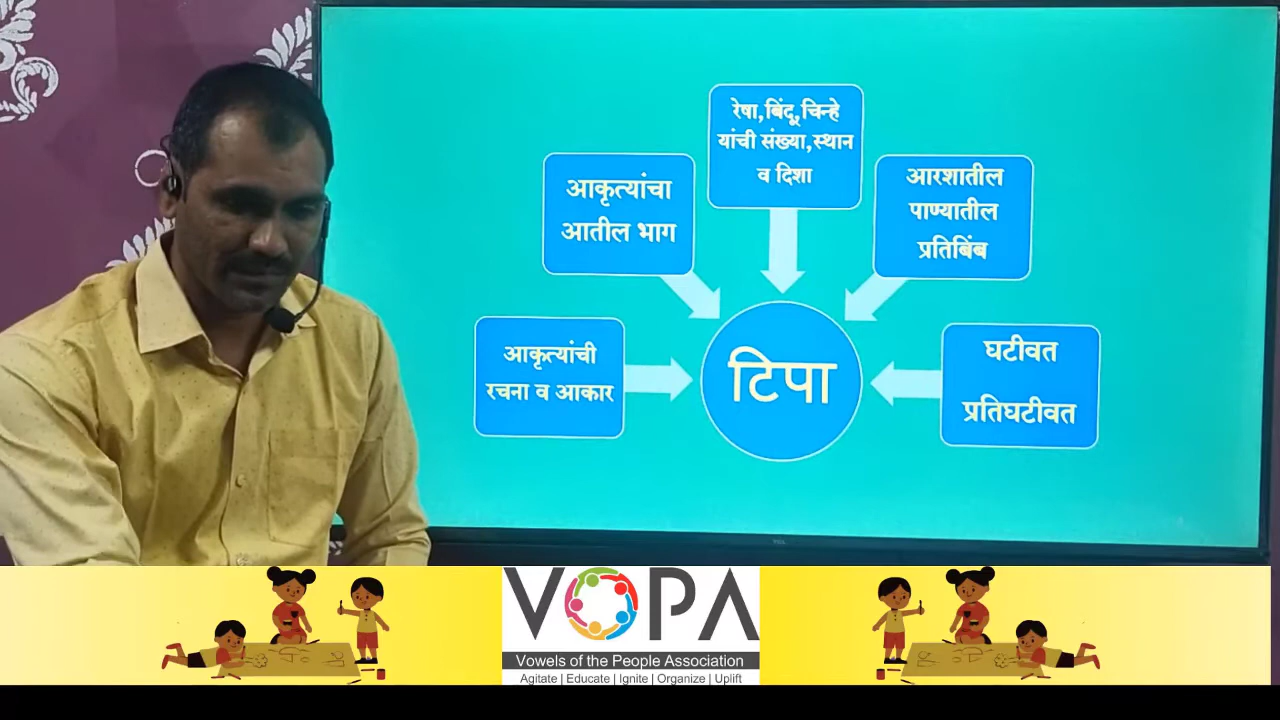 रेषा,बिंदू,चिन्हे
यांची संख्या,स्थान
व दिशा
आकृत्यांचा
आतील भाग
आरशातील
पाण्यातील
प्रतिबिंब
आकृत्यांची
रचना व आकार
टिपा
घटीवत
प्रतिघटीवत
VOPA
Vowels of the People Association
Agitate | Educate | Ignite | Organize | Uplift